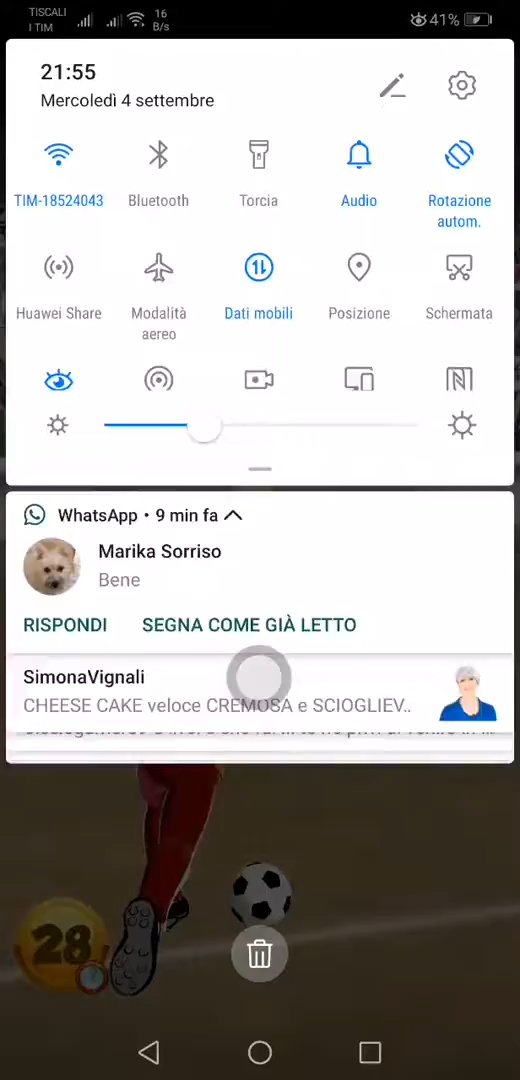 TISCALI
I TIM
16
B/s
41%
21:55
Mercoledì 4 settembre
TIM-18524043
Bluetooth
Torcia
Audio
Rotazione
autom.
Huawei Share
Modalità
aereo
Dati mobili
Posizione
Schermata
WhatsApp • 9 min fa
Marika Sorriso
Bene
RISPONDI
SEGNA COME GIÀ LETTO
SimonaVignali
CHEESE CAKE veloce CREMOSA e SCIOGLIEV..
28